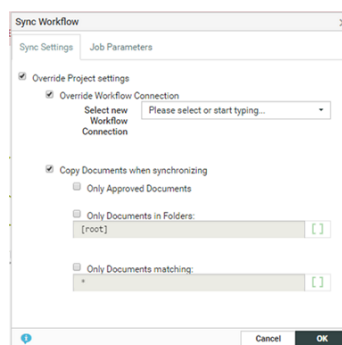 Sync Workflow
Sync Settings Job Parameters
Override Project settings
Override Workflow Connection
Select new Workflow Connection
Please select or start typing...
Copy Documents when synchronizing
Only Approved Documents
Only Documents in Folders:
[root]
[ ]
Only Documents matching:
*
[ ]
Cancel OK